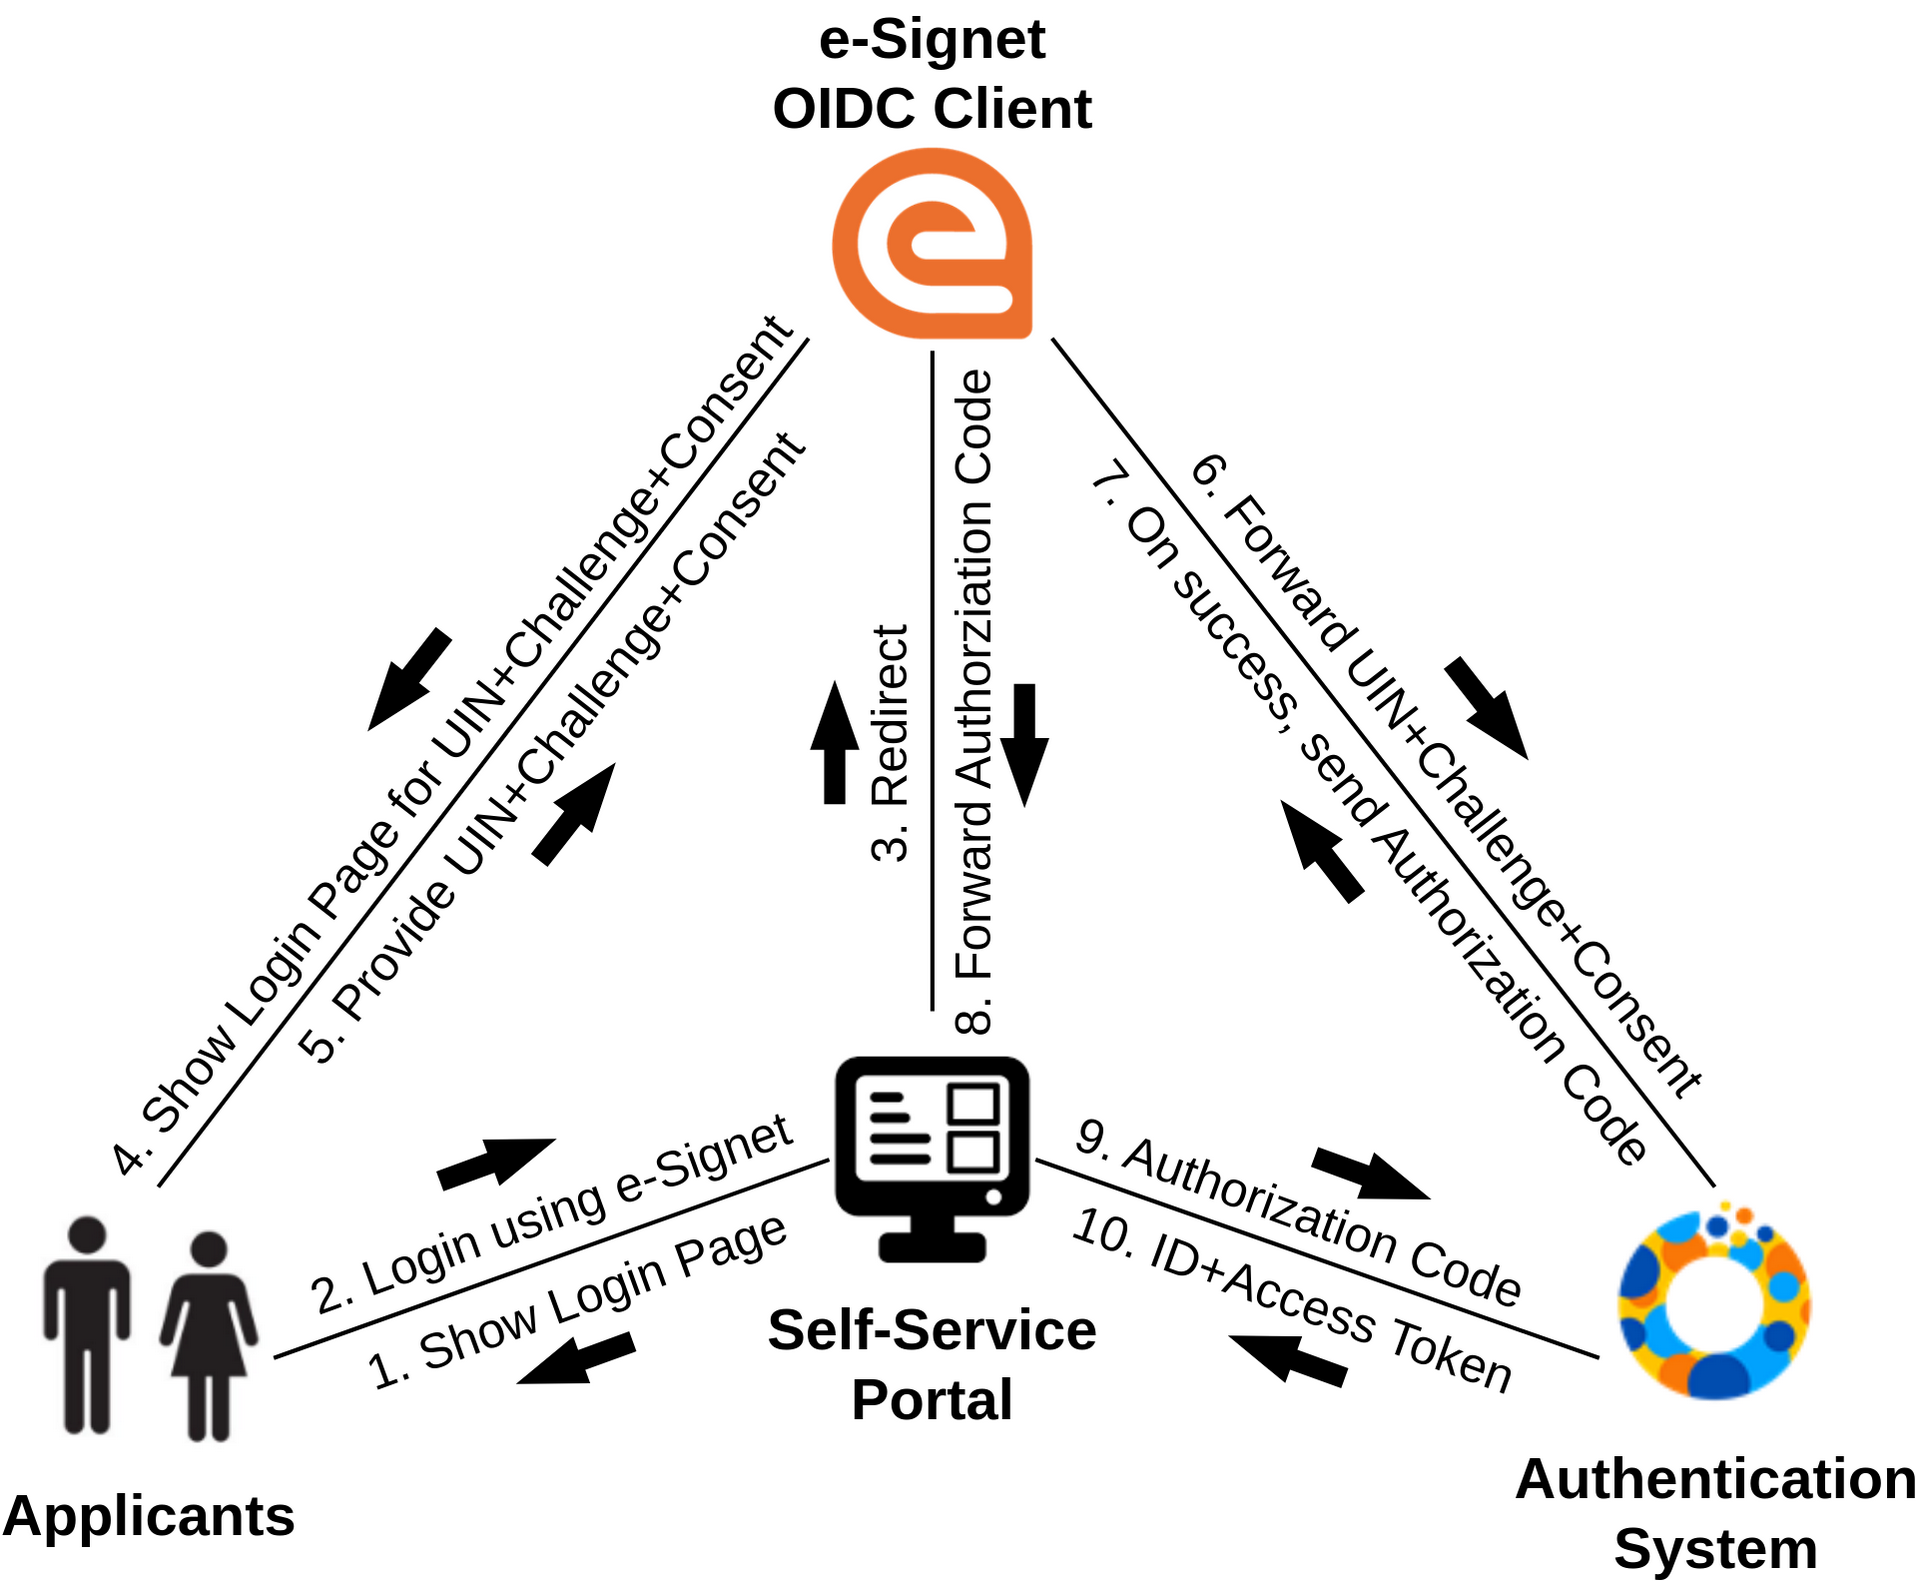 e-Signet
OIDC Client
4. Show Login Page for UIN+Challenge+Consent
5. Provide UIN+Challenge+Consent
3. Redirect
8. Forward Authorziation Code
6. Forward UIN+Challenge+Consent
7. On success, send Authorization Code
2. Login using e-Signet
1. Show Login Page
9. Authorization Code
10. ID+Access Token
Self-Service
Portal
Applicants
Authentication
System